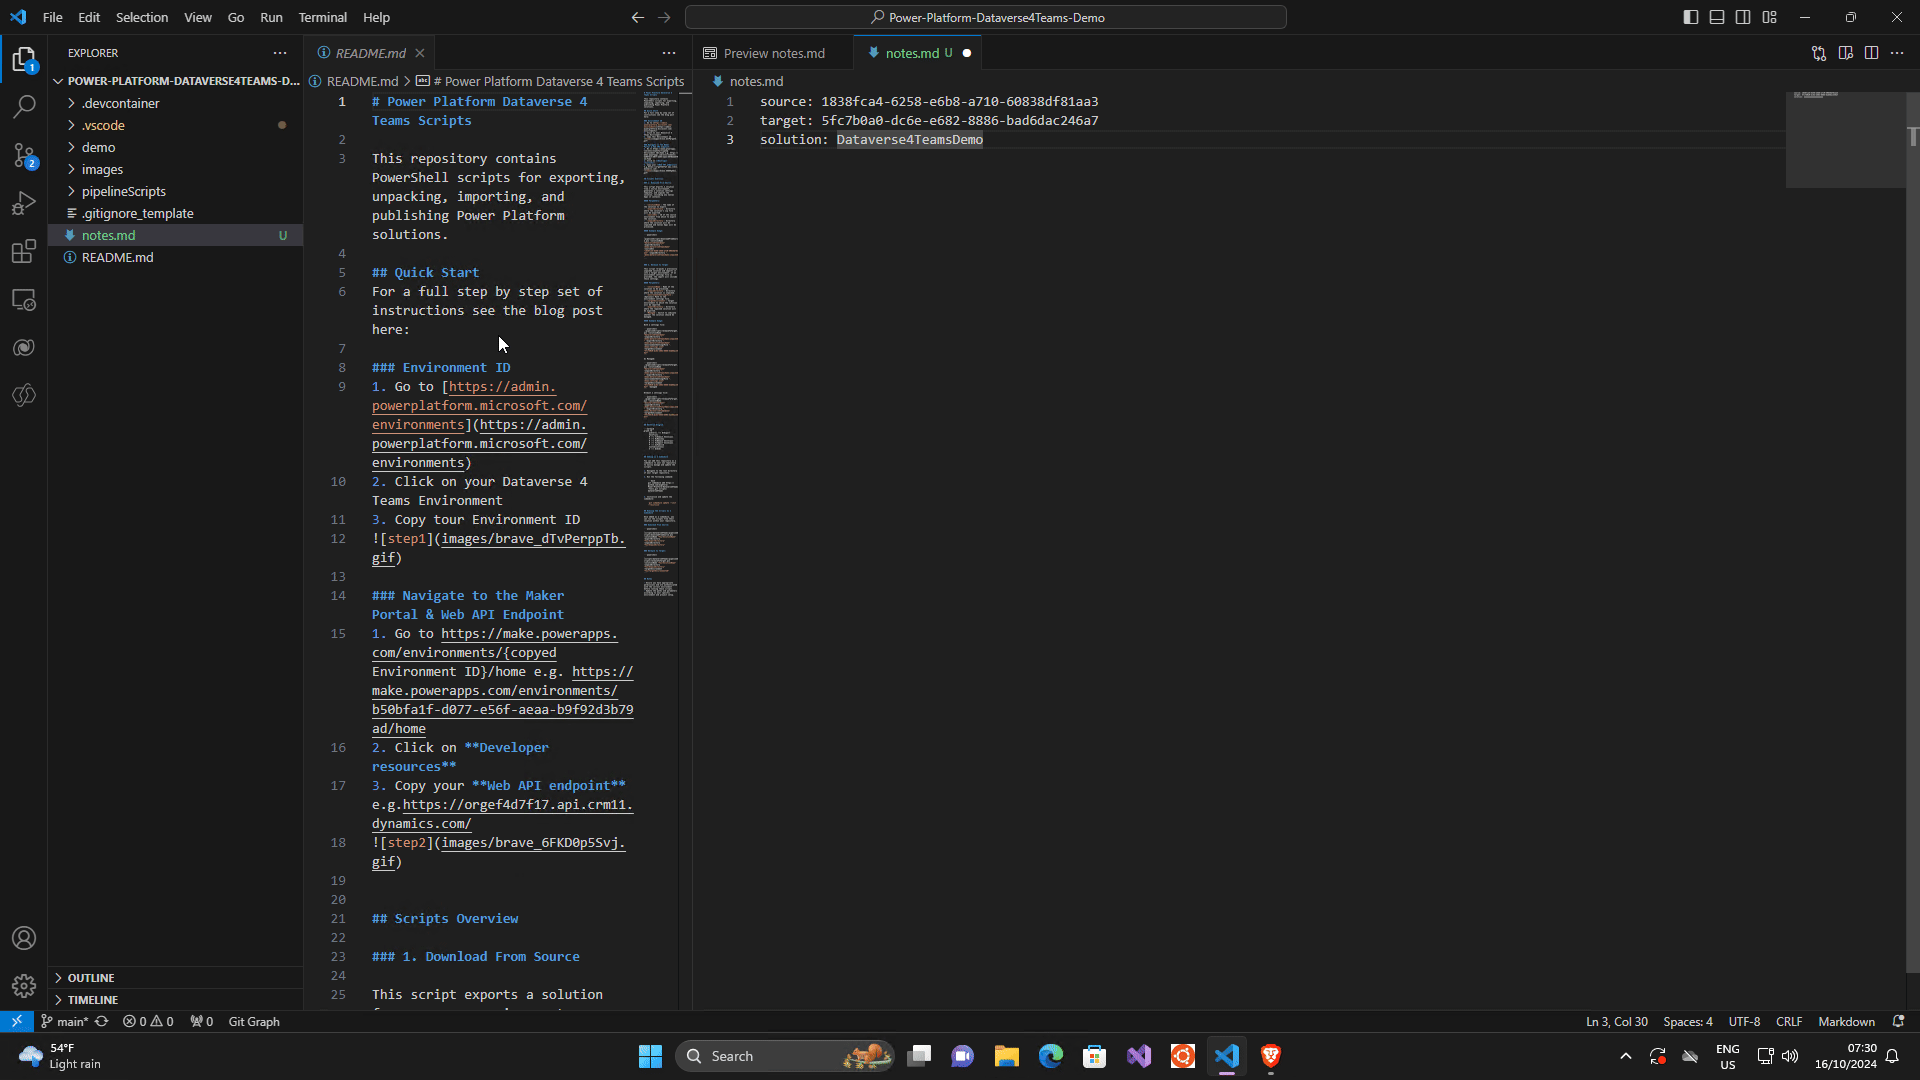 File Edit Selection View Go Run Terminal Help
Power-Platform-Dataverse4Teams-Demo
EXPLORER
POWER-PLATFORM-DATAVERSE4TEAMS-D...
.devcontainer
.vscode
demo
images
pipelineScripts
.gitignore_template
notes.md U
README.md
OUTLINE
TIMELINE
1
2
README.md
README.md > # Power Platform Dataverse 4 Teams Scripts
1 # Power Platform Dataverse 4
Teams Scripts
2
3 This repository contains
PowerShell scripts for exporting,
unpacking, importing, and
publishing Power Platform
solutions.
4
5 ## Quick Start
6 For a full step by step set of
instructions see the blog post
here:
7
8 ### Environment ID
9 1. Go to [https://admin.
powerplatform.microsoft.com/
environments](https://admin.
powerplatform.microsoft.com/
environments)
10 2. Click on your Dataverse 4
Teams Environment
11 3. Copy tour Environment ID
12 ![step1](images/brave_dTvPerppTb.
gif)
13
14 ### Navigate to the Maker
Portal & Web API Endpoint
15 1. Go to https://make.powerapps.
com/environments/{copyed
Environment ID}/home e.g. https://
make.powerapps.com/environments/
b50bfa1f-d077-e56f-aeaa-b9f92d3b79
ad/home
16 2. Click on **Developer
resources**
17 3. Copy your **Web API endpoint**
e.g.https://orgef4d7f17.api.crm11.
dynamics.com/
18 ![step2](images/brave_6FKD0p5Svj.
gif)
19
20
21 ## Scripts Overview
22
23 ### 1. Download From Source
24
25 This script exports a solution
Preview notes.md
notes.md U
notes.md
1 source: 1838fca4-6258-e6b8-a710-60838df81aa3
2 target: 5fc7b0a0-dc6e-e682-8886-bad6dac246a7
3 solution: Dataverse4TeamsDemo
main* 0 0 0 Git Graph
Ln 3, Col 30 Spaces: 4 UTF-8 CRLF Markdown
54°F
Light rain
Search
ENG
US
07:30
16/10/2024